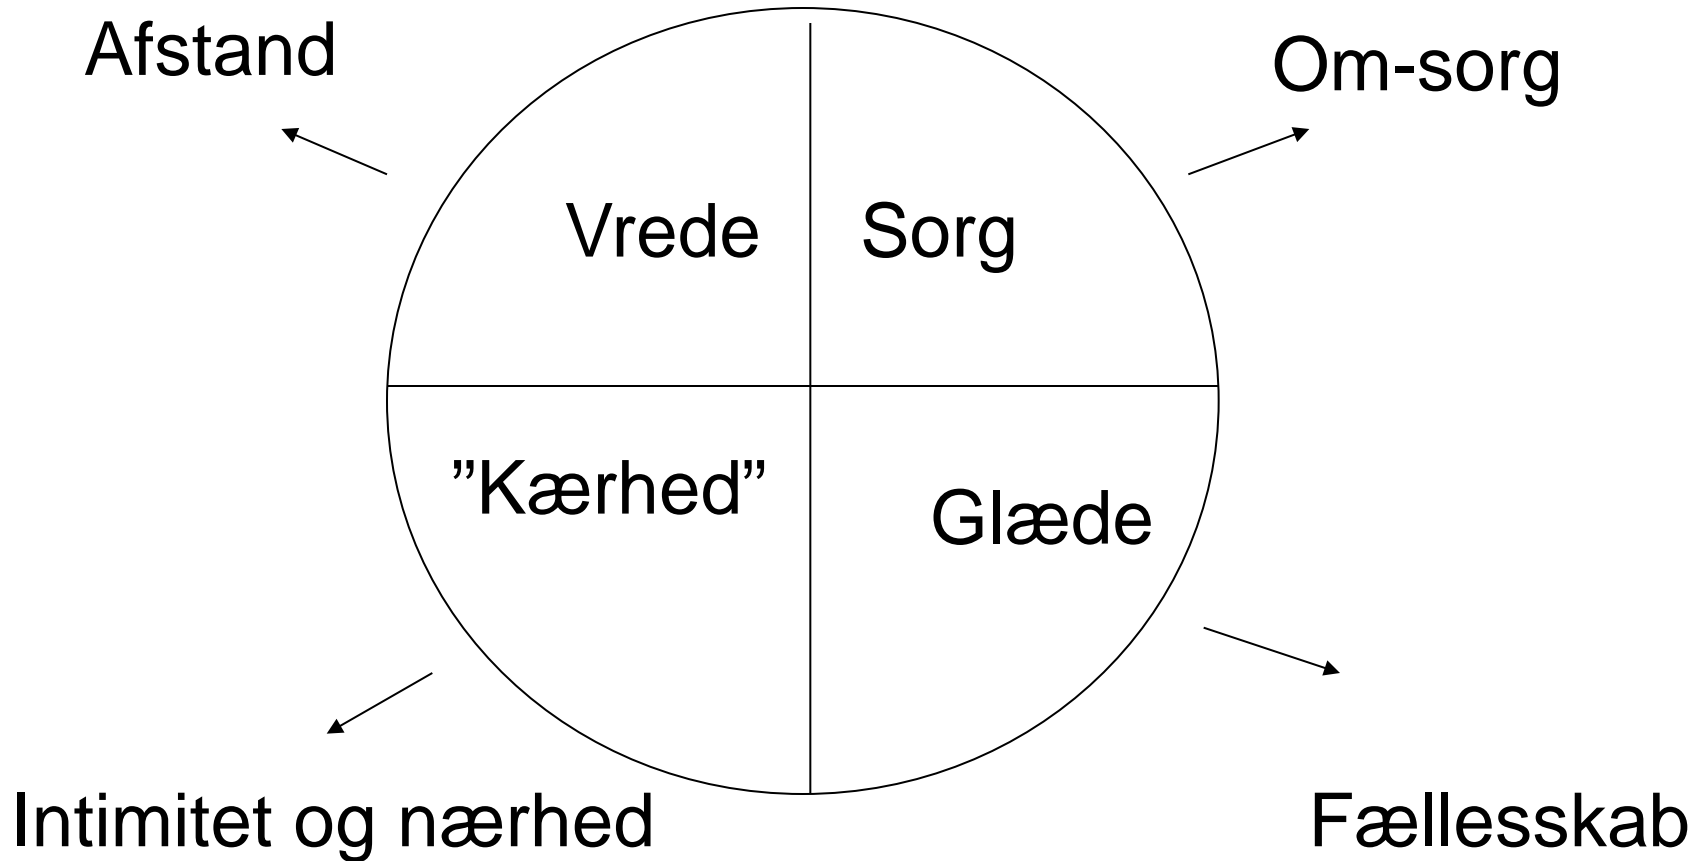 Afstand
Om-sorg
Vrede
Sorg
”Kærhed”
Glæde
Intimitet og nærhed
Fællesskab